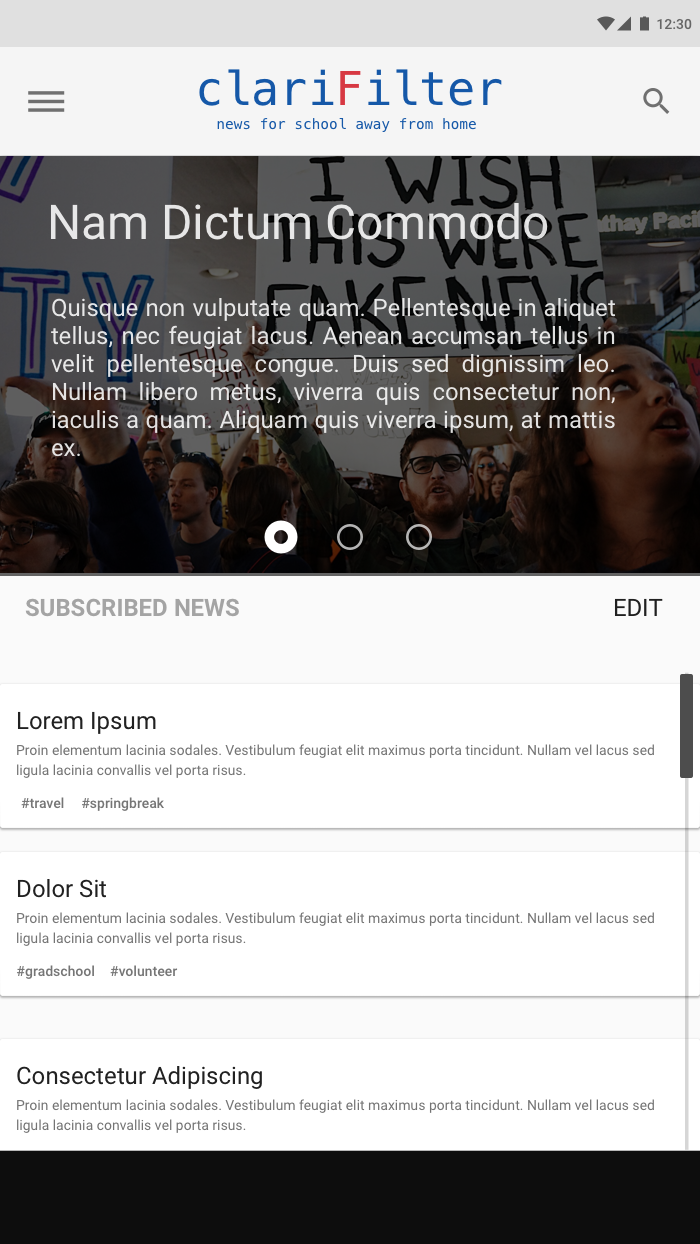 12:30
clariFilter
news for school away from home
I WISH
Nam Dictum Commodo
THIS WERE
FAKE NEWS
TY
Quisque non vulputate quam. Pellentesque in aliquet
tellus, nec feugiat lacus. Aenean accumsan tellus in
velit pellentesque congue. Duis sed dignissim leo.
Nullam libero metus, viverra quis consectetur non,
iaculis a quam. Aliquam quis viverra ipsum, at mattis
ex.
THIS
SUBSCRIBED NEWS EDIT
Lorem Ipsum
Proin elementum lacinia sodales. Vestibulum feugiat elit maximus porta tincidunt. Nullam vel lacus sed
ligula lacinia convallis vel porta risus.
#travel #springbreak
Dolor Sit
Proin elementum lacinia sodales. Vestibulum feugiat elit maximus porta tincidunt. Nullam vel lacus sed
ligula lacinia convallis vel porta risus.
#gradschool #volunteer
Consectetur Adipiscing
Proin elementum lacinia sodales. Vestibulum feugiat elit maximus porta tincidunt. Nullam vel lacus sed
ligula lacinia convallis vel porta risus.